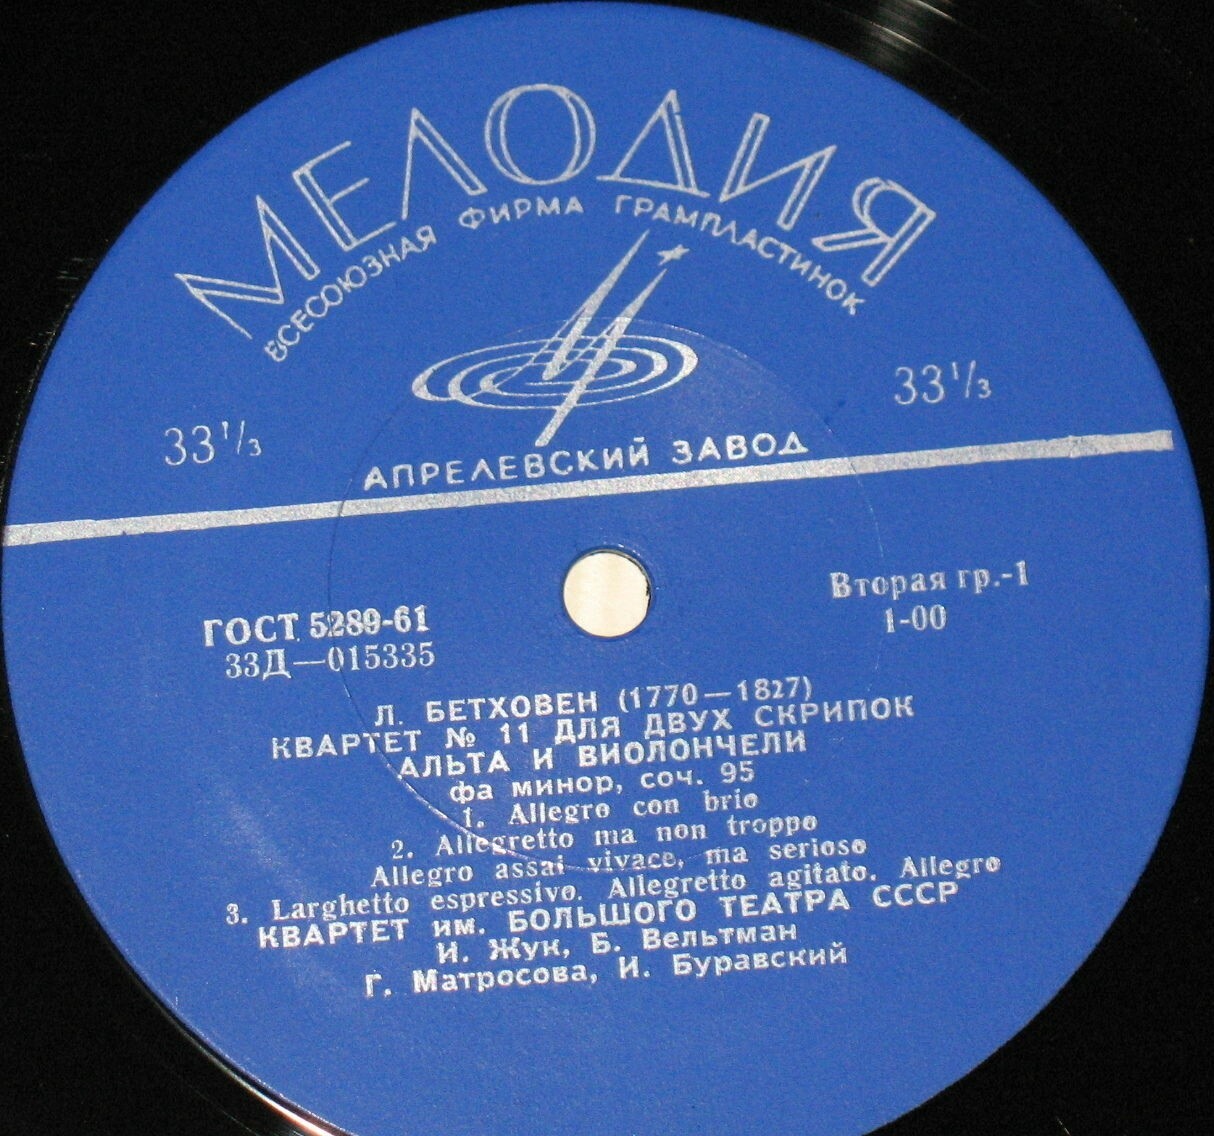 МЕЛОДИЯ
ВСЕСОЮЗНАЯ ФИРМА ГРАМПЛАСТИНОК
33 1/3
33 1/3
АПРЕЛЕВСКИЙ ЗАВОД
ГОСТ 5289-61
33Д—015335
Вторая гр.-1
1-00
Л. БЕТХОВЕН (1770—1827)
КВАРТЕТ № 11 ДЛЯ ДВУХ СКРИПОК
АЛЬТА И ВИОЛОНЧЕЛИ
фа минор, соч. 95
1. Allegro con brio
2. Allegretto ma non troppo
Allegro assai vivace, ma serioso
3. Larghetto espressivo. Allegretto agitato. Allegro
КВАРТЕТ им. БОЛЬШОГО ТЕАТРА СССР
И. Жук, Б. Вельтман
Г. Матросова, И. Буравский